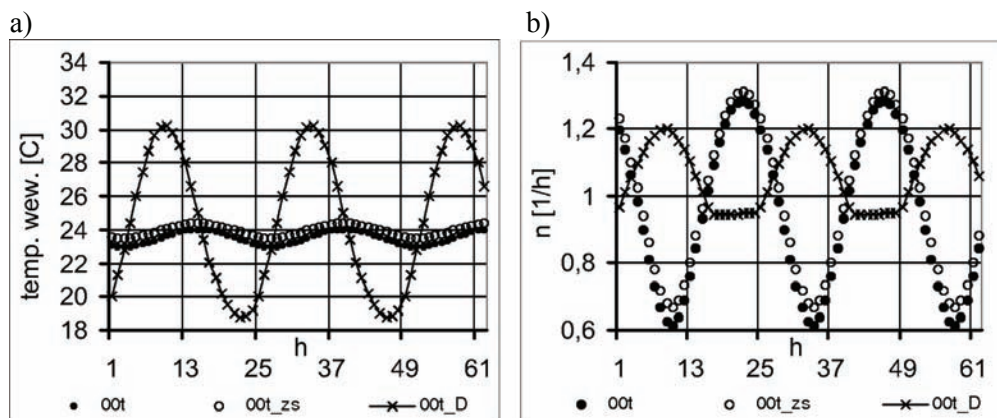 a)
34
32
30
28
26
24
22
20
18
temp. wew. [C]
1 13 25 37 49 61
h
00t 00t_zs 00t_D
b)
1,4
1,2
1
0,8
0,6
n [1/h]
1 13 25 37 49 61
h
00t 00t_zs 00t_D